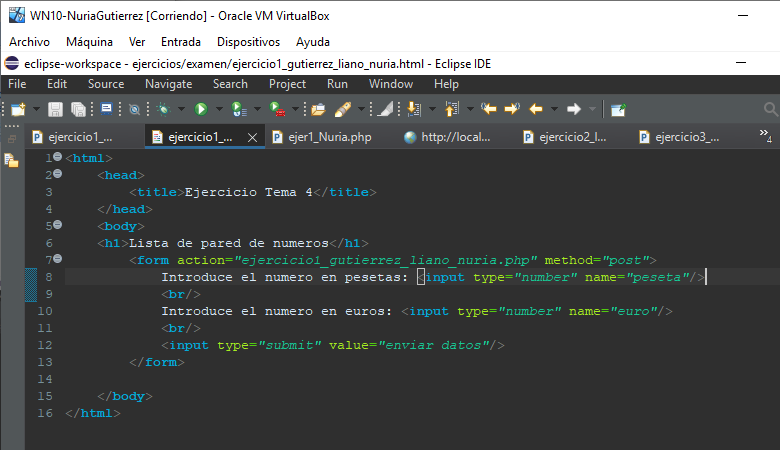 WN10-NuriaGutierrez [Corriendo] - Oracle VM VirtualBox
Archivo Máquina Ver Entrada Dispositivos Ayuda
eclipse-workspace - ejercicios/examen/ejercicio1_gutierrez_liano_nuria.html - Eclipse IDE
File Edit Source Navigate Search Project Run Window Help
ejercicio1_... ejercicio1_... ejer1_Nuria.php http://local... ejercicio2_l... ejercicio3_... »4
1 <html>
2 <head>
3 <title>Ejercicio Tema 4</title>
4 </head>
5 <body>
6 <h1>Lista de pared de numeros</h1>
7 <form action="ejercicio1_gutierrez_liano_nuria.php" method="post">
8 Introduce el numero en pesetas: <input type="number" name="peseta"/>
9 <br/>
10 Introduce el numero en euros: <input type="number" name="euro"/>
11 <br/>
12 <input type="submit" value="enviar datos"/>
13 </form>
14
15 </body>
16 </html>